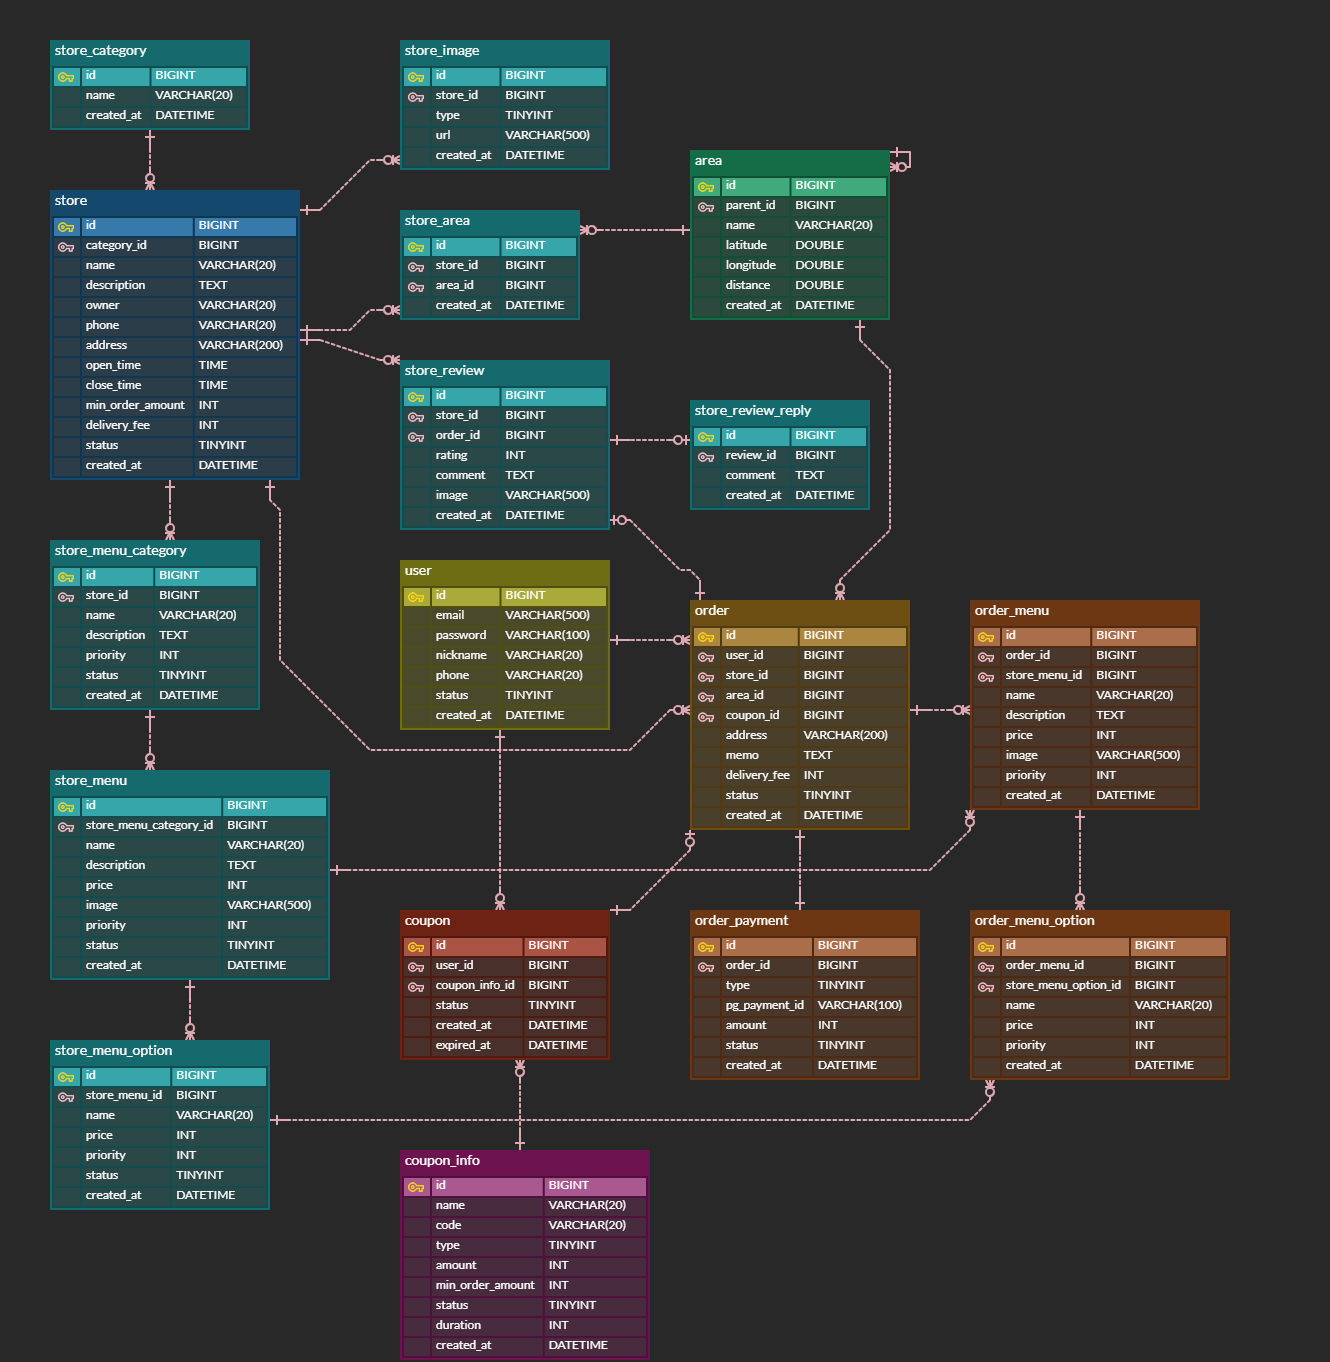 store_category
id BIGINT
name VARCHAR(20)
created_at DATETIME
store_image
id BIGINT
store_id BIGINT
type TINYINT
url VARCHAR(500)
created_at DATETIME
area
id BIGINT
parent_id BIGINT
name VARCHAR(20)
latitude DOUBLE
longitude DOUBLE
distance DOUBLE
created_at DATETIME
store
id BIGINT
category_id BIGINT
name VARCHAR(20)
description TEXT
owner VARCHAR(20)
phone VARCHAR(20)
address VARCHAR(200)
open_time TIME
close_time TIME
min_order_amount INT
delivery_fee INT
status TINYINT
created_at DATETIME
store_area
id BIGINT
store_id BIGINT
area_id BIGINT
created_at DATETIME
store_review
id BIGINT
store_id BIGINT
order_id BIGINT
rating INT
comment TEXT
image VARCHAR(500)
created_at DATETIME
store_review_reply
id BIGINT
review_id BIGINT
comment TEXT
created_at DATETIME
store_menu_category
id BIGINT
store_id BIGINT
name VARCHAR(20)
description TEXT
priority INT
status TINYINT
created_at DATETIME
user
id BIGINT
email VARCHAR(500)
password VARCHAR(100)
nickname VARCHAR(20)
phone VARCHAR(20)
status TINYINT
created_at DATETIME
order
id BIGINT
user_id BIGINT
store_id BIGINT
area_id BIGINT
coupon_id BIGINT
address VARCHAR(200)
memo TEXT
delivery_fee INT
status TINYINT
created_at DATETIME
order_menu
id BIGINT
order_id BIGINT
store_menu_id BIGINT
name VARCHAR(20)
description TEXT
price INT
image VARCHAR(500)
priority INT
created_at DATETIME
store_menu
id BIGINT
store_menu_category_id BIGINT
name VARCHAR(20)
description TEXT
price INT
image VARCHAR(500)
priority INT
status TINYINT
created_at DATETIME
coupon
id BIGINT
user_id BIGINT
coupon_info_id BIGINT
status TINYINT
created_at DATETIME
expired_at DATETIME
order_payment
id BIGINT
order_id BIGINT
type TINYINT
pg_payment_id VARCHAR(100)
amount INT
status TINYINT
created_at DATETIME
order_menu_option
id BIGINT
order_menu_id BIGINT
store_menu_option_id BIGINT
name VARCHAR(20)
price INT
priority INT
created_at DATETIME
store_menu_option
id BIGINT
store_menu_id BIGINT
name VARCHAR(20)
price INT
priority INT
status TINYINT
created_at DATETIME
coupon_info
id BIGINT
name VARCHAR(20)
code VARCHAR(20)
type TINYINT
amount INT
min_order_amount INT
status TINYINT
duration INT
created_at DATETIME